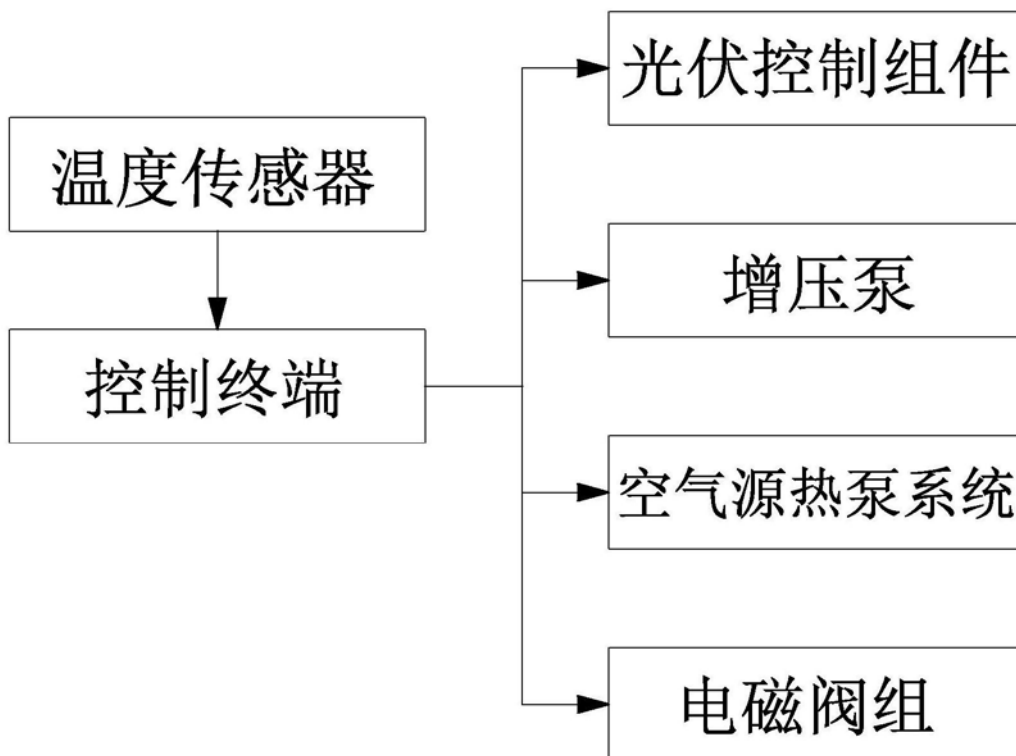 温度传感器
控制终端
光伏控制组件
增压泵
空气源热泵系统
电磁阀组